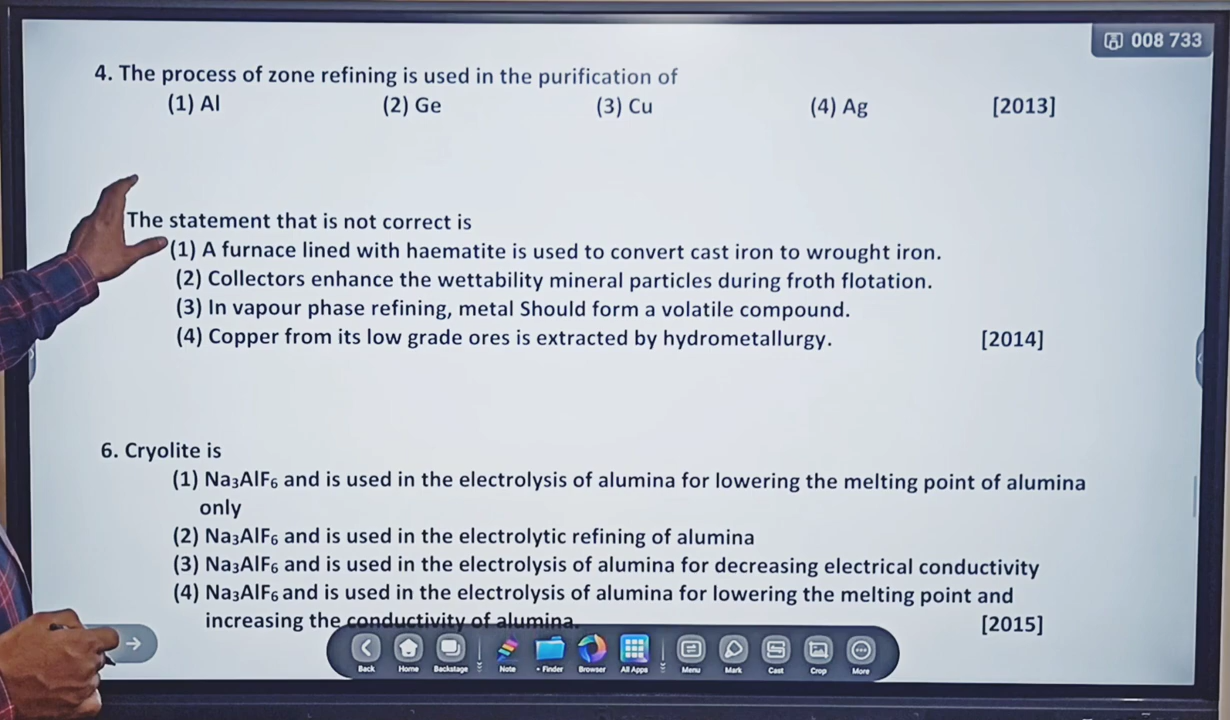 008 733
4. The process of zone refining is used in the purification of
(1) Al (2) Ge (3) Cu (4) Ag [2013]
The statement that is not correct is
(1) A furnace lined with haematite is used to convert cast iron to wrought iron.
(2) Collectors enhance the wettability mineral particles during froth flotation.
(3) In vapour phase refining, metal Should form a volatile compound.
(4) Copper from its low grade ores is extracted by hydrometallurgy. [2014]
6. Cryolite is
(1) Na₃AlF₆ and is used in the electrolysis of alumina for lowering the melting point of alumina
only
(2) Na₃AlF₆ and is used in the electrolytic refining of alumina
(3) Na₃AlF₆ and is used in the electrolysis of alumina for decreasing electrical conductivity
(4) Na₃AlF₆ and is used in the electrolysis of alumina for lowering the melting point and
increasing the conductivity of alumina. [2015]
Back Home Backstage Note Finder Browser All Apps Menu Mark Cast Crop More